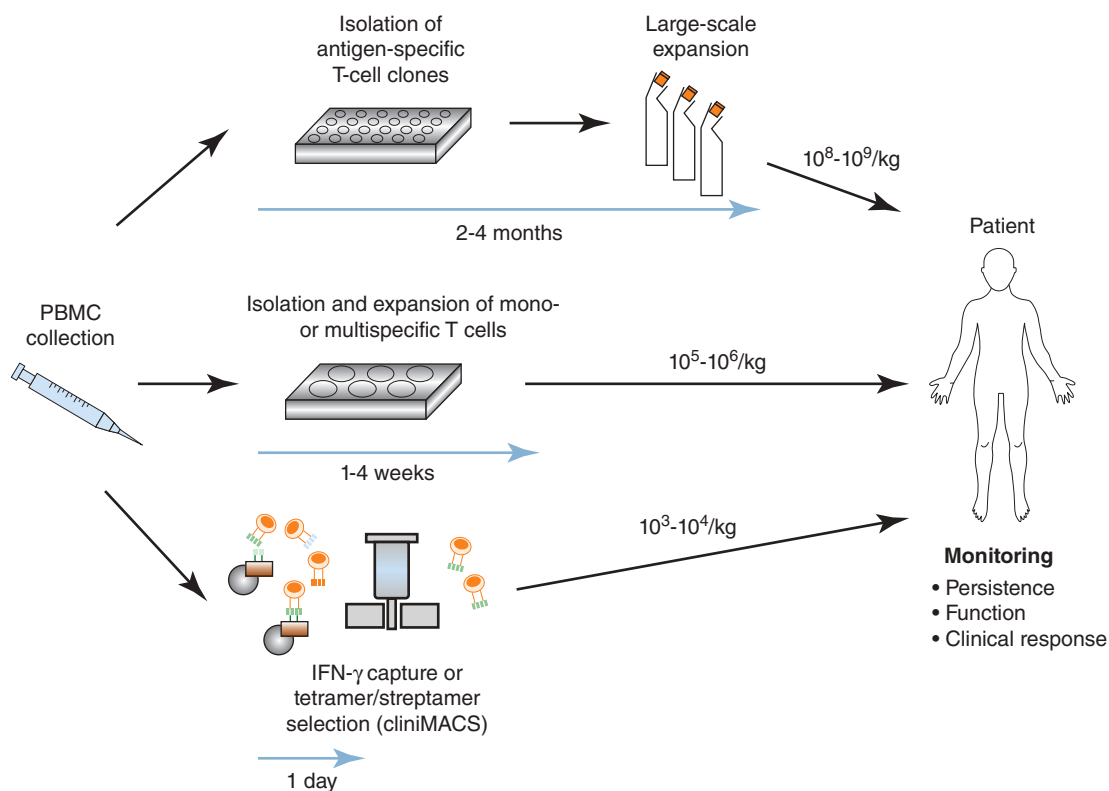 Isolation of
antigen-specific
T-cell clones
Large-scale
expansion
10⁸-10⁹/kg
2-4 months
Patient
PBMC
collection
Isolation and expansion of mono-
or multispecific T cells
10⁵-10⁶/kg
1-4 weeks
10³-10⁴/kg
Monitoring
• Persistence
• Function
• Clinical response
IFN-γ capture or
tetramer/streptamer
selection (cliniMACS)
1 day